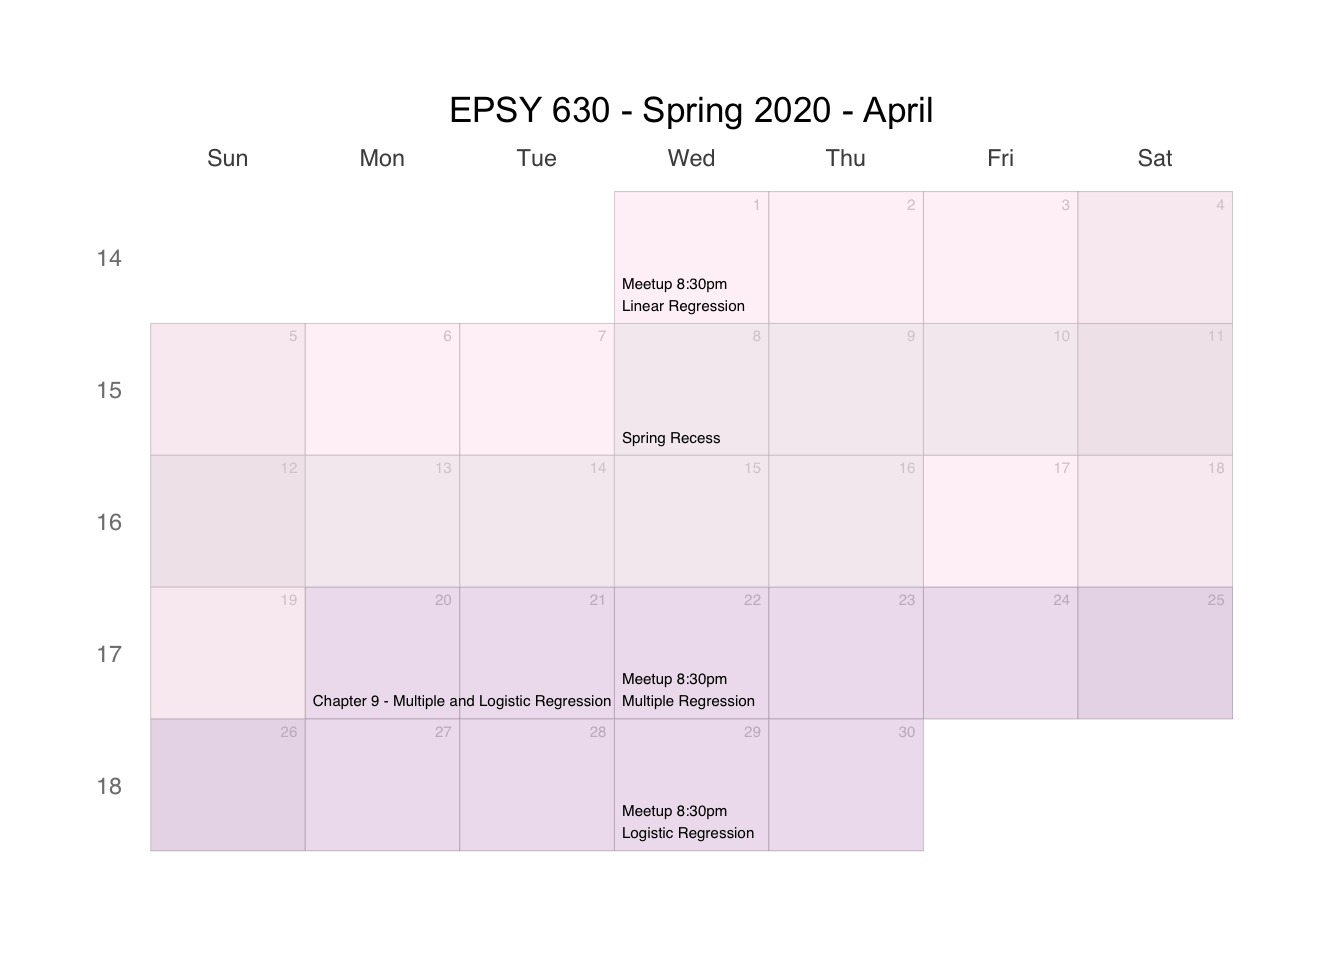 EPSY 630 - Spring 2020 - April
Sun Mon Tue Wed Thu Fri Sat
14
1 2 3 4
Meetup 8:30pm
Linear Regression
15
5 6 7 8 9 10 11
Spring Recess
16
12 13 14 15 16 17 18
17
19 20 21 22 23 24 25
Chapter 9 - Multiple and Logistic Regression
Meetup 8:30pm
Multiple Regression
18
26 27 28 29 30
Meetup 8:30pm
Logistic Regression